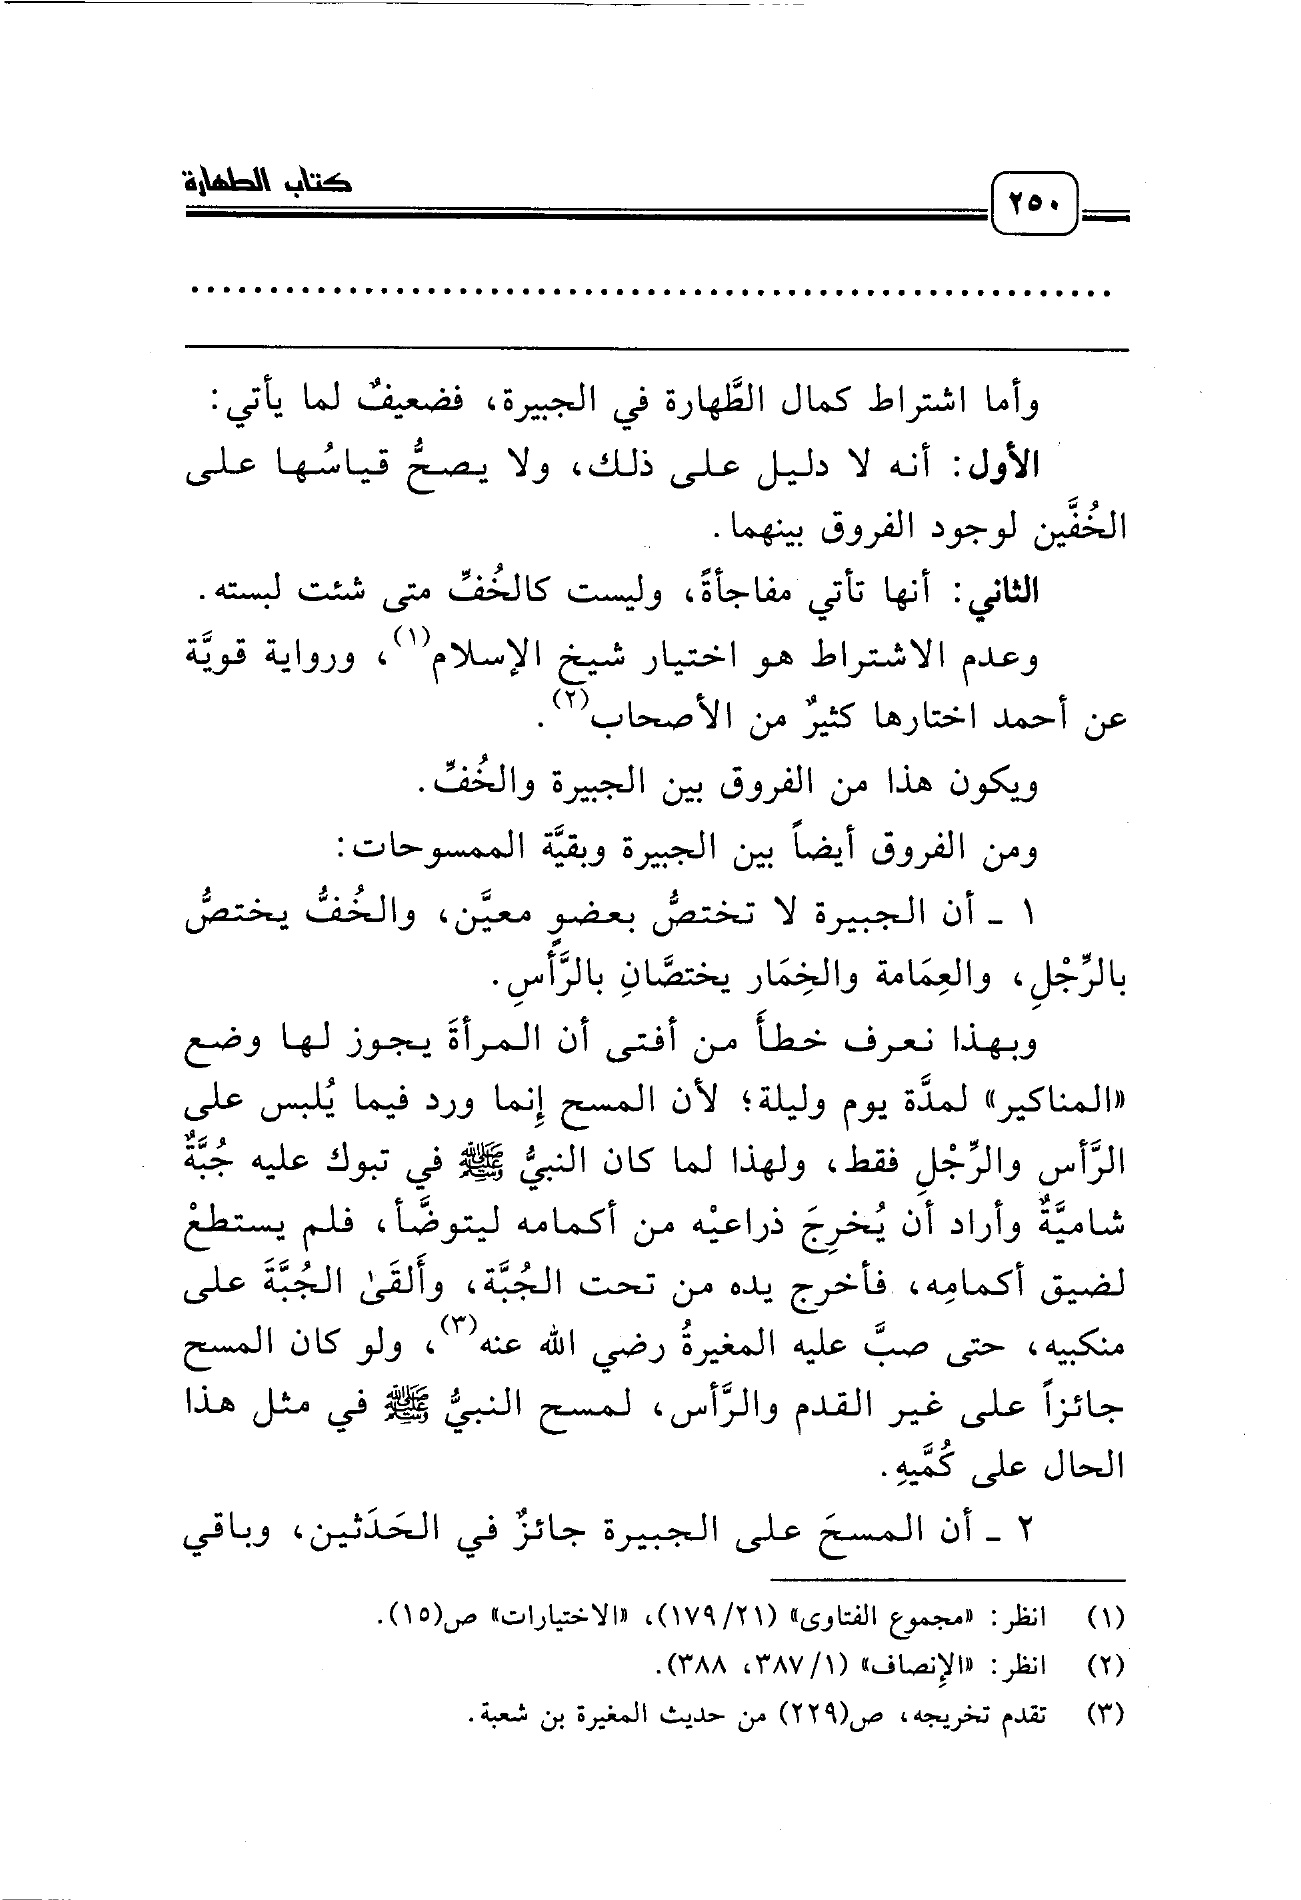 ٢٥٠
كتاب الطهارة
................................................................
وأما اشتراط كمال الطَّهارة في الجبيرة، فضعيفٌ لما يأتي:
الأول: أنه لا دليل على ذلك، ولا يصحُّ قياسُها على
الخُفَّين لوجود الفروق بينهما.
الثاني: أنها تأتي مفاجأةً، وليست كالخُفِّ متى شئت لبسته.
وعدم الاشتراط هو اختيار شيخ الإسلام(١)، ورواية قويَّة
عن أحمد اختارها كثيرٌ من الأصحاب(٢).
ويكون هذا من الفروق بين الجبيرة والخُفِّ.
ومن الفروق أيضاً بين الجبيرة وبقيَّة الممسوحات:
١ ـ أن الجبيرة لا تختصُّ بعضوٍ معيَّن، والخُفُّ يختصُّ
بالرِّجْلِ، والعِمَامة والخِمَار يختصَّانِ بالرَّأسِ.
وبهذا نعرف خطأَ من أفتى أن المرأةَ يجوز لها وضع
«المناكير» لمدَّة يوم وليلة؛ لأن المسح إِنما ورد فيما يُلبس على
الرَّأس والرِّجْلِ فقط، ولهذا لما كان النبيُّ ﷺ في تبوك عليه جُبَّةٌ
شاميَّةٌ وأراد أن يُخرِجَ ذراعيْه من أكمامه ليتوضَّأ، فلم يستطعْ
لضيق أكمامِه، فأخرج يده من تحت الجُبَّة، وأَلقَىٰ الجُبَّةَ على
منكبيه، حتى صبَّ عليه المغيرةُ رضي الله عنه(٣)، ولو كان المسح
جائزاً على غير القدم والرَّأس، لمسح النبيُّ ﷺ في مثل هذا
الحال على كُمَّيهِ.
٢ ـ أن المسحَ على الجبيرة جائزٌ في الحَدَثين، وباقي
(١) انظر: «مجموع الفتاوى» (١٧٩/٢١)، «الاختيارات» ص(١٥).
(٢) انظر: «الإنصاف» (٣٨٧/١، ٣٨٨).
(٣) تقدم تخريجه، ص(٢٢٩) من حديث المغيرة بن شعبة.